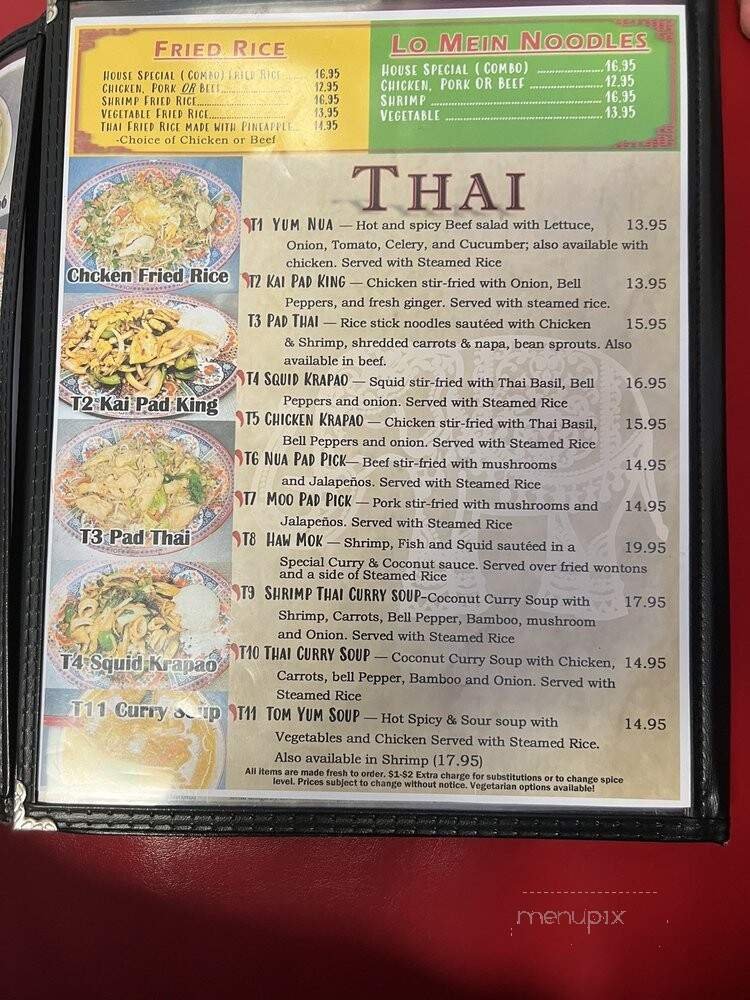 FRIED RICE
HOUSE SPECIAL (COMBO) FRIED RICE....... 16.95
CHICKEN, PORK OR BEEF........................ 12.95
SHRIMP FRIED RICE.............................. 16.95
VEGETABLE FRIED RICE.......................... 13.95
THAI FRIED RICE MADE WITH PINEAPPLE... 14.95
-Choice of Chicken or Beef
LO MEIN NOODLES
HOUSE SPECIAL (COMBO) .......................16.95
CHICKEN, PORK OR BEEF .........................12.95
SHRIMP ..................................................16.95
VEGETABLE .............................................13.95
THAI
T1 YUM NUA — Hot and spicy Beef salad with Lettuce, 13.95
Onion, Tomato, Celery, and Cucumber; also available with
chicken. Served with Steamed Rice
T2 KAI PAD KING — Chicken stir-fried with Onion, Bell 13.95
Peppers, and fresh ginger. Served with steamed rice.
T3 PAD THAI — Rice stick noodles sautéed with Chicken 15.95
& Shrimp, shredded carrots & napa, bean sprouts. Also
available in beef.
T4 SQUID KRAPAO — Squid stir-fried with Thai Basil, Bell 16.95
Peppers and onion. Served with Steamed Rice
T5 CHICKEN KRAPAO — Chicken stir-fried with Thai Basil, 15.95
Bell Peppers and onion. Served with Steamed Rice
T6 NUA PAD PICK— Beef stir-fried with mushrooms 14.95
and Jalapeños. Served with Steamed Rice
T7 MOO PAD PICK — Pork stir-fried with mushrooms and 14.95
Jalapeños. Served with Steamed Rice
T8 HAW MOK — Shrimp, Fish and Squid sautéed in a 19.95
Special Curry & Coconut sauce. Served over fried wontons
and a side of Steamed Rice
T9 SHRIMP THAI CURRY SOUP-Coconut Curry Soup with 17.95
Shrimp, Carrots, Bell Pepper, Bamboo, mushroom
and Onion. Served with Steamed Rice
T10 THAI CURRY SOUP — Coconut Curry Soup with Chicken, 14.95
Carrots, bell Pepper, Bamboo and Onion. Served with
Steamed Rice
T11 TOM YUM SOUP — Hot Spicy & Sour soup with 14.95
Vegetables and Chicken Served with Steamed Rice.
Also available in Shrimp (17.95)
All items are made fresh to order. $1-$2 Extra charge for substitutions or to change spice
level. Prices subject to change without notice. Vegetarian options available!
Chcken Fried Rice
T2 Kai Pad King
T3 Pad Thai
T4 Squid Krapao
T11 Curry Soup
menupix